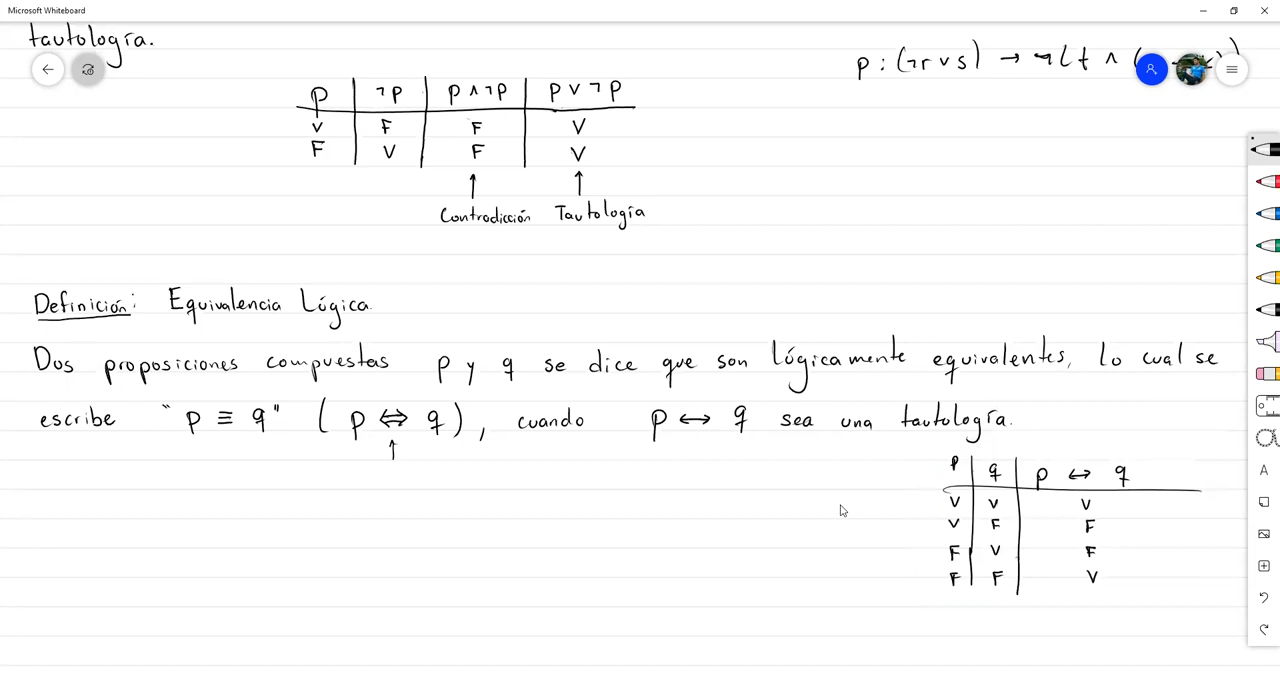 Microsoft Whiteboard
tautología.
p : (¬r ∨ s) → ¬(t ∧ (
p | ¬p | p ∧ ¬p | p ∨ ¬p
V | F | F | V
F | V | F | V
Contradicción Tautología
Definición: Equivalencia Lógica.
Dos proposiciones compuestas p y q se dice que son lógicamente equivalentes, lo cual se
escribe "p ≡ q" (p ⇔ q), cuando p ↔ q sea una tautología.
p | q | p ↔ q
V | V | V
V | F | F
F | V | F
F | F | V
A